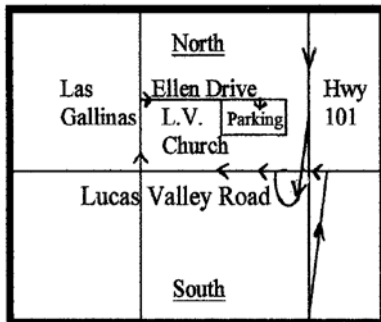 North
Las Gallinas
Ellen Drive
Hwy 101
L.V. Church
Parking
Lucas Valley Road
South